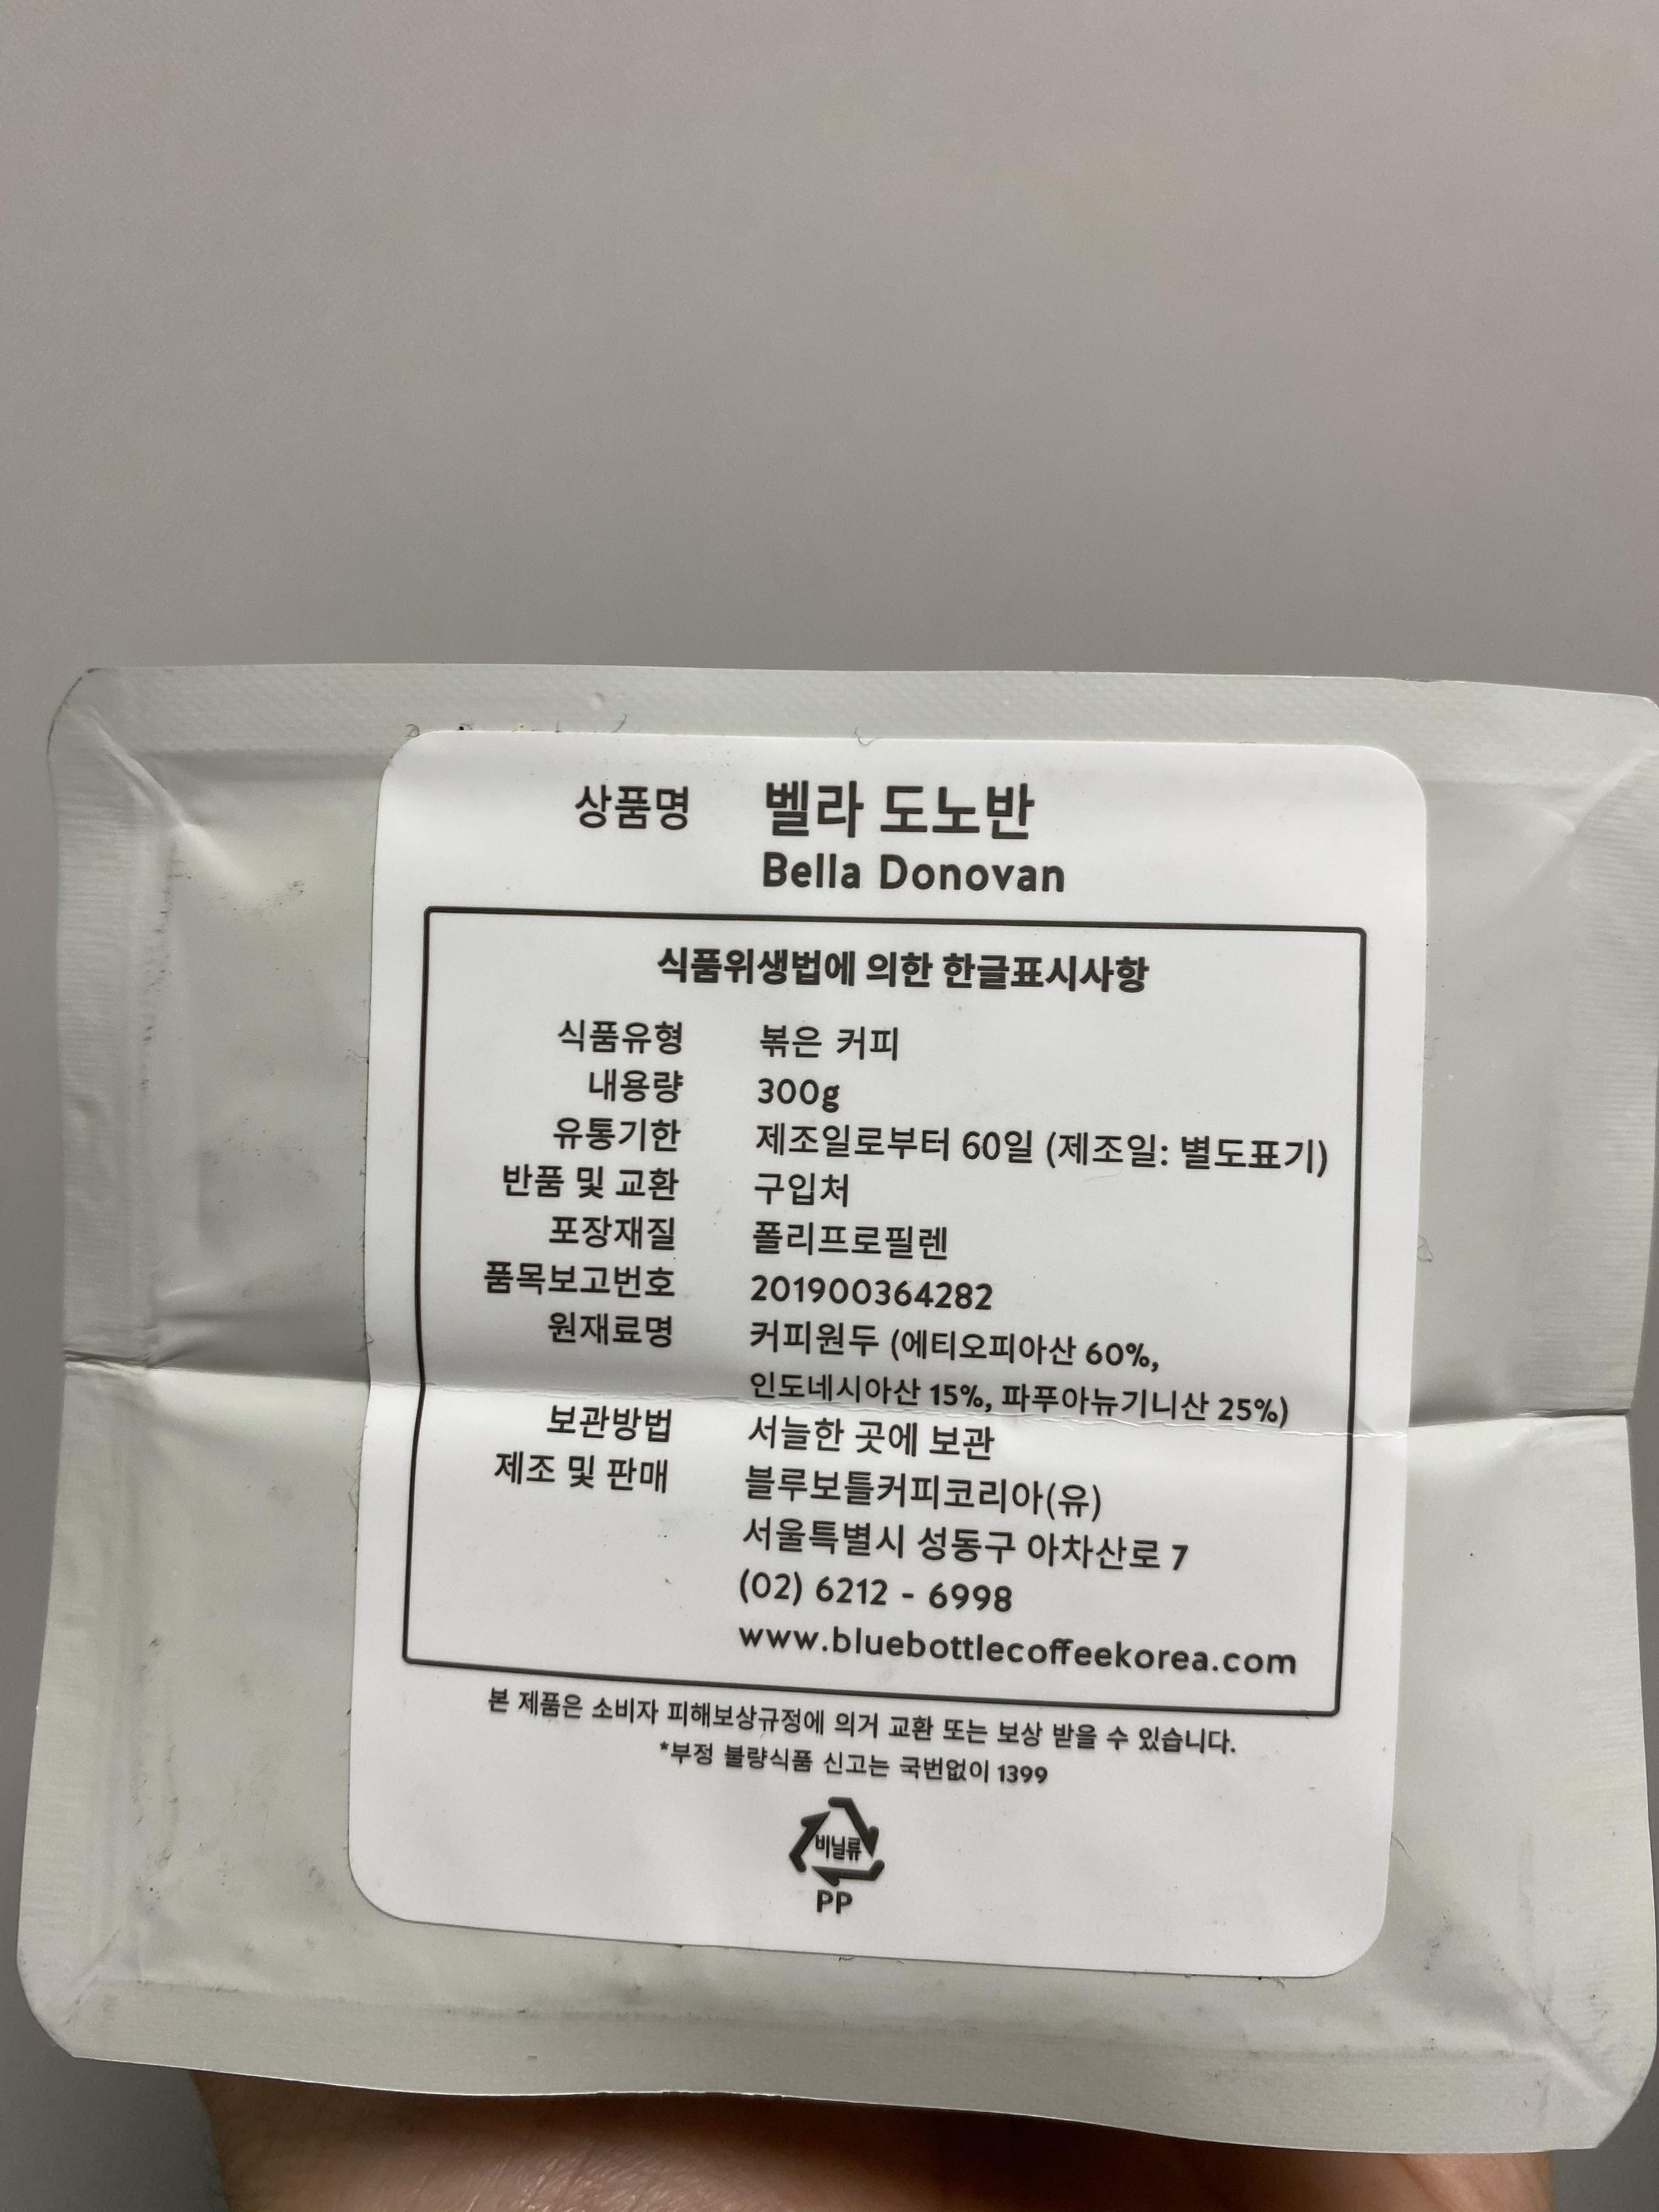 상품명 벨라 도노반
Bella Donovan
식품위생법에 의한 한글표시사항
식품유형 볶은 커피
내용량 300g
유통기한 제조일로부터 60일 (제조일: 별도표기)
반품 및 교환 구입처
포장재질 폴리프로필렌
품목보고번호 201900364282
원재료명 커피원두 (에티오피아산 60%,
인도네시아산 15%, 파푸아뉴기니산 25%)
보관방법 서늘한 곳에 보관
제조 및 판매 블루보틀커피코리아(유)
서울특별시 성동구 아차산로 7
(02) 6212 - 6998
www.bluebottlecoffeekorea.com
본 제품은 소비자 피해보상규정에 의거 교환 또는 보상 받을 수 있습니다.
*부정 불량식품 신고는 국번없이 1399
비닐류
PP